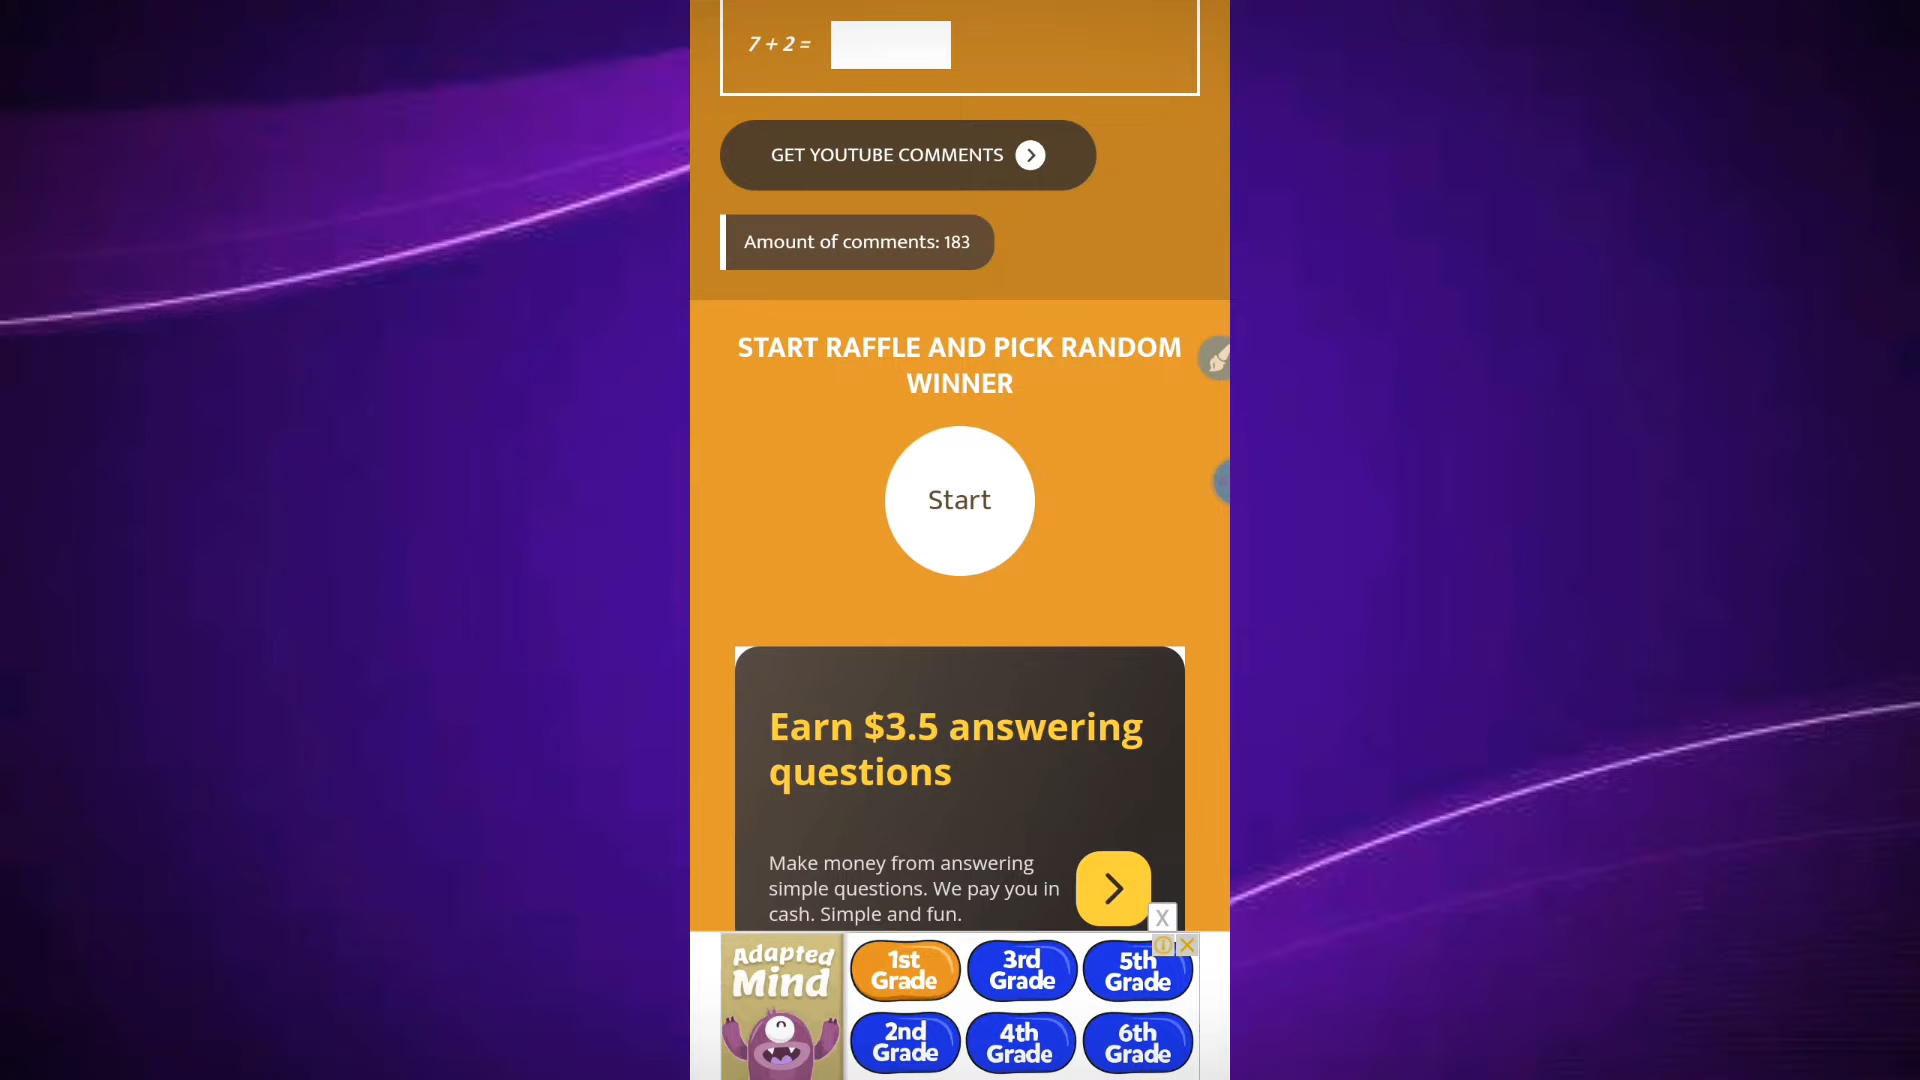 7 + 2 =
GET YOUTUBE COMMENTS
Amount of comments: 183
START RAFFLE AND PICK RANDOM
WINNER
Start
Earn $3.5 answering
questions
Make money from answering
simple questions. We pay you in
cash. Simple and fun.
X
Adapted
Mind
1st
Grade
3rd
Grade
5th
Grade
2nd
Grade
4th
Grade
6th
Grade